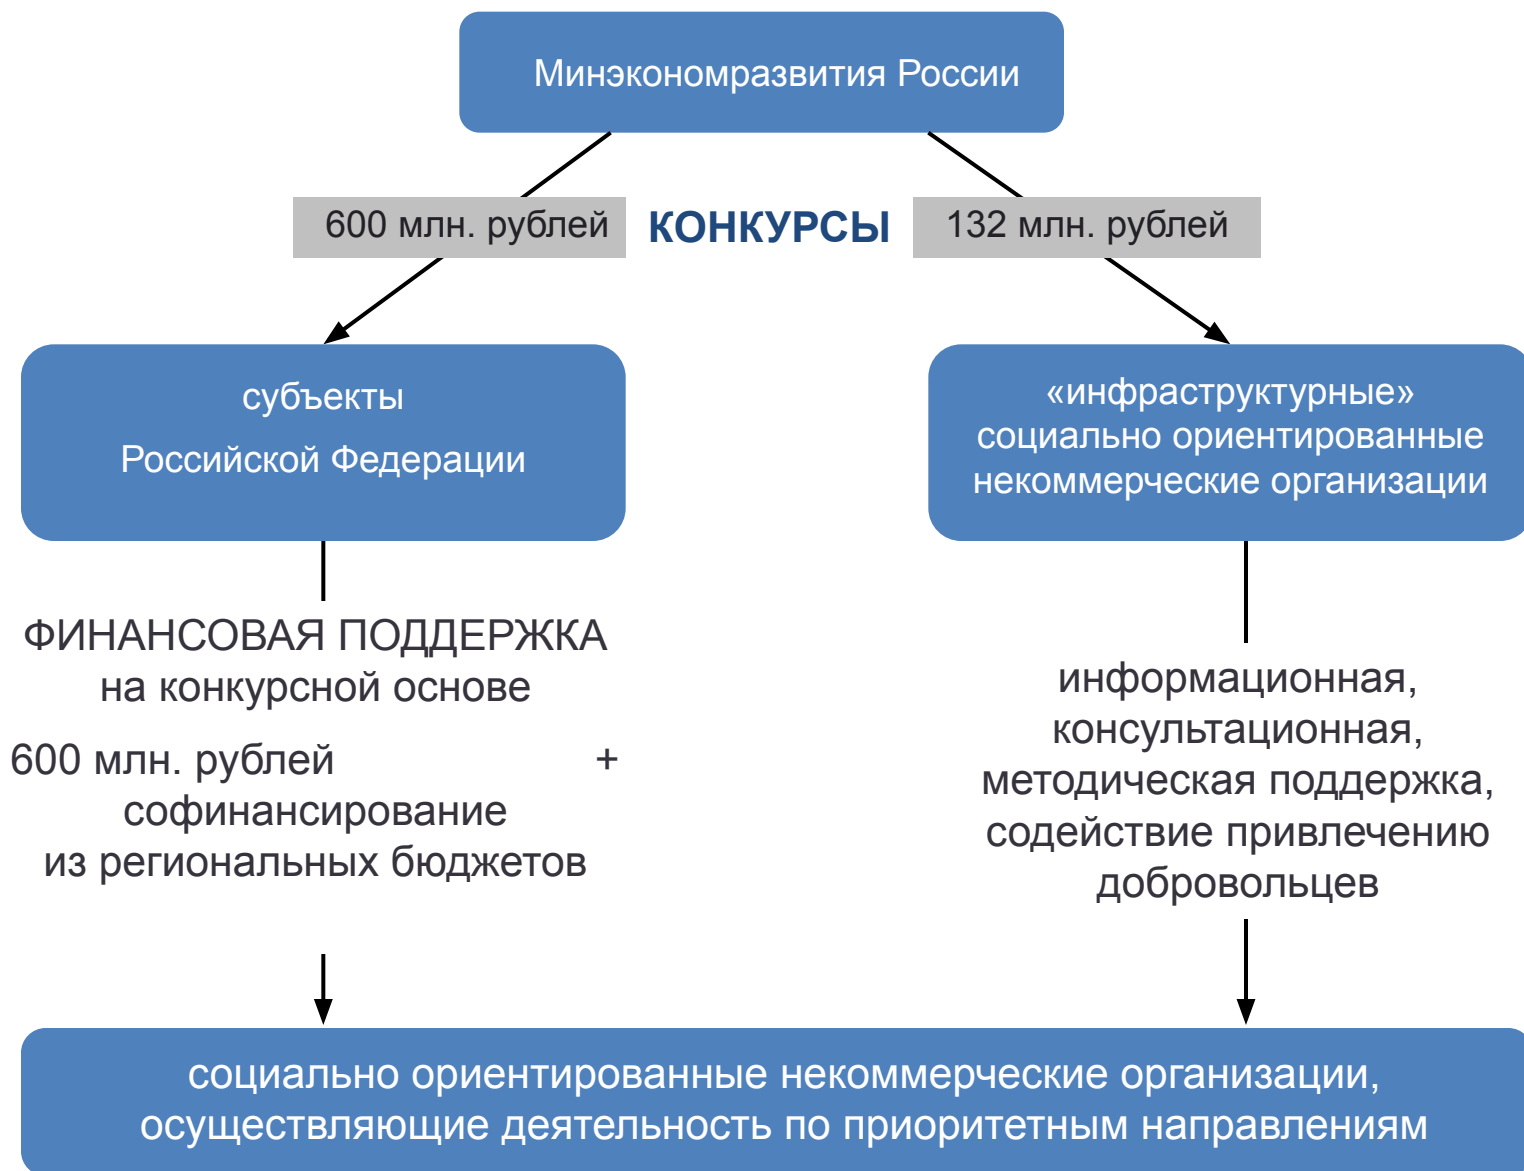 Минэкономразвития России
600 млн. рублей
КОНКУРСЫ
132 млн. рублей
субъекты
Российской Федерации
«инфраструктурные»
социально ориентированные
некоммерческие организации
ФИНАНСОВАЯ ПОДДЕРЖКА
на конкурсной основе
600 млн. рублей +
софинансирование
из региональных бюджетов
информационная,
консультационная,
методическая поддержка,
содействие привлечению
добровольцев
социально ориентированные некоммерческие организации,
осуществляющие деятельность по приоритетным направлениям